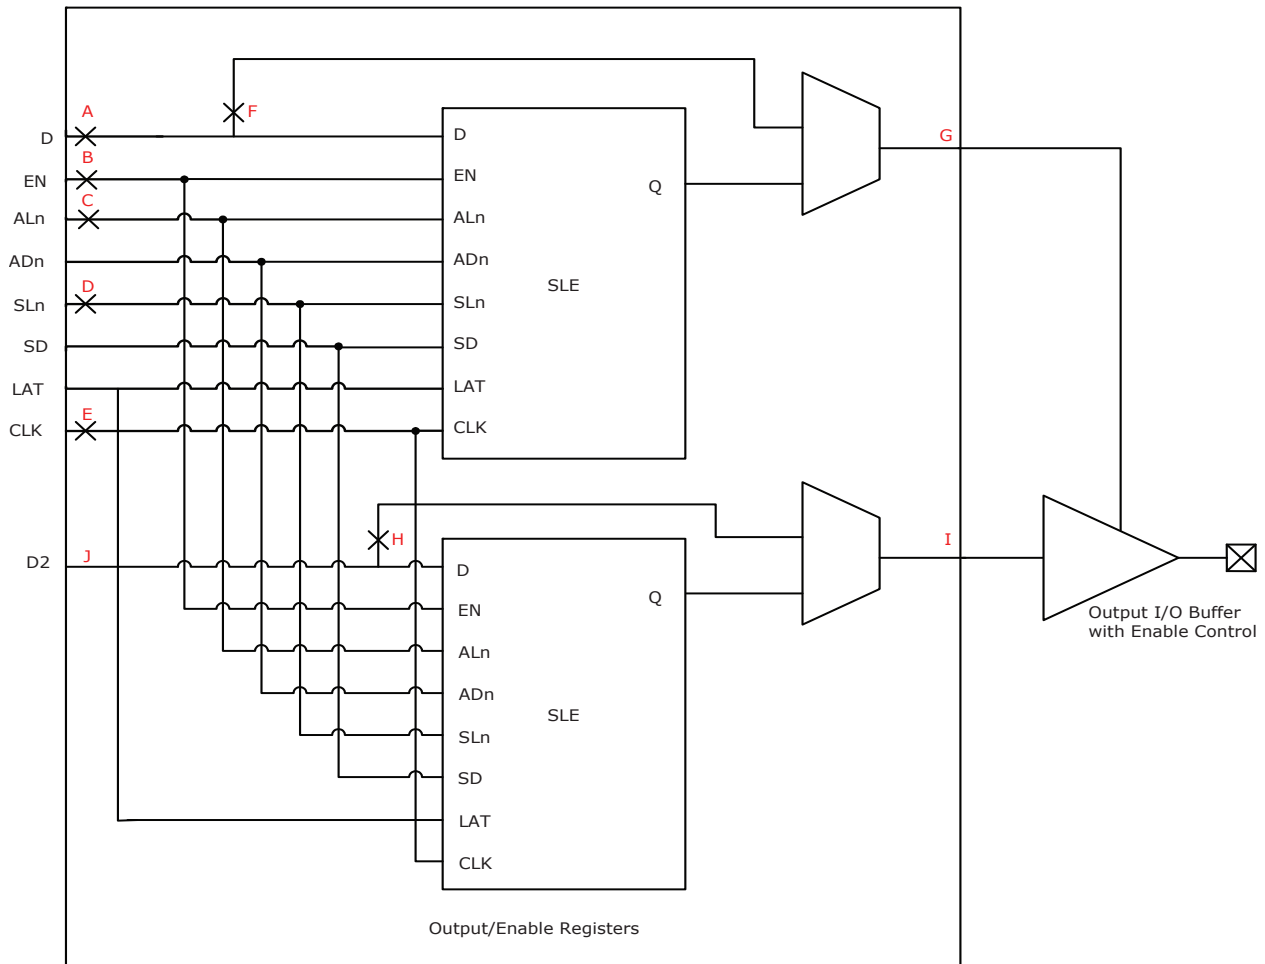 A
F
D
D
G
B
EN
EN
Q
C
ALn
ALn
ADn
ADn
D
SLE
SLn
SLn
SD
SD
LAT
LAT
E
CLK
CLK
J
H
I
D2
D
Q
EN
Output I/O Buffer
with Enable Control
ALn
ADn
SLE
SLn
SD
LAT
CLK
Output/Enable Registers